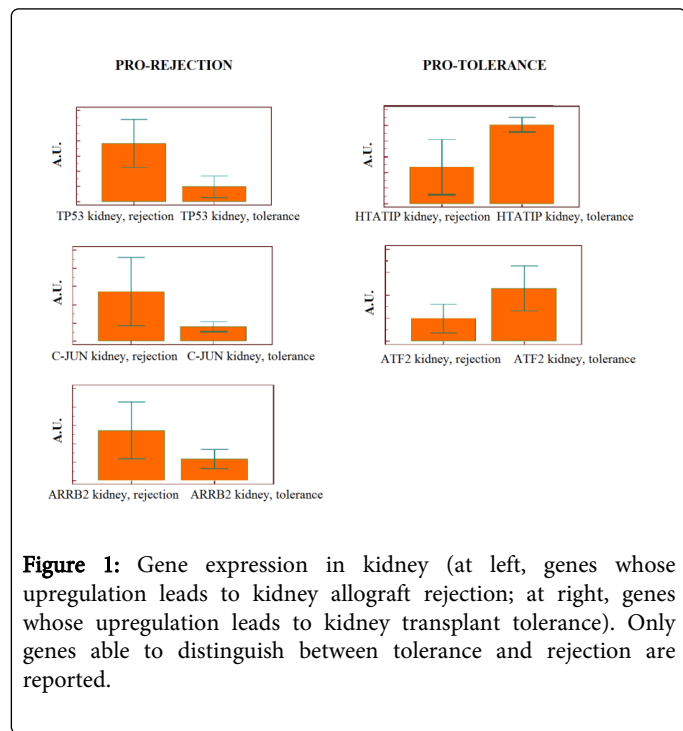 PRO-REJECTION
PRO-TOLERANCE
A.U.
TP53 kidney, rejection TP53 kidney, tolerance
A.U.
HTATIP kidney, rejection HTATIP kidney, tolerance
A.U.
C-JUN kidney, rejection C-JUN kidney, tolerance
A.U.
ATF2 kidney, rejection ATF2 kidney, tolerance
A.U.
ARRB2 kidney, rejection ARRB2 kidney, tolerance
Figure 1: Gene expression in kidney (at left, genes whose
upregulation leads to kidney allograft rejection; at right, genes
whose upregulation leads to kidney transplant tolerance). Only
genes able to distinguish between tolerance and rejection are
reported.